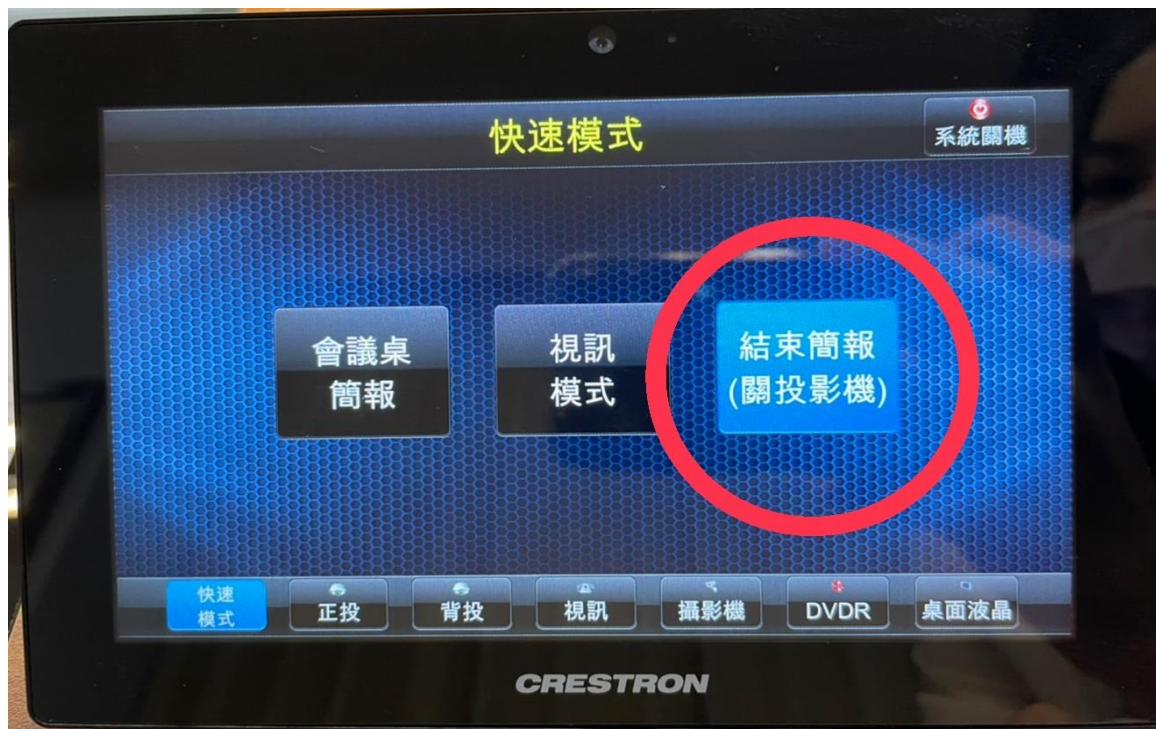 快速模式
系統關機
會議桌
簡報
視訊
模式
結束簡報
(關投影機)
快速
模式
正投
背投
視訊
攝影機
DVDR
桌面液晶
CRESTRON